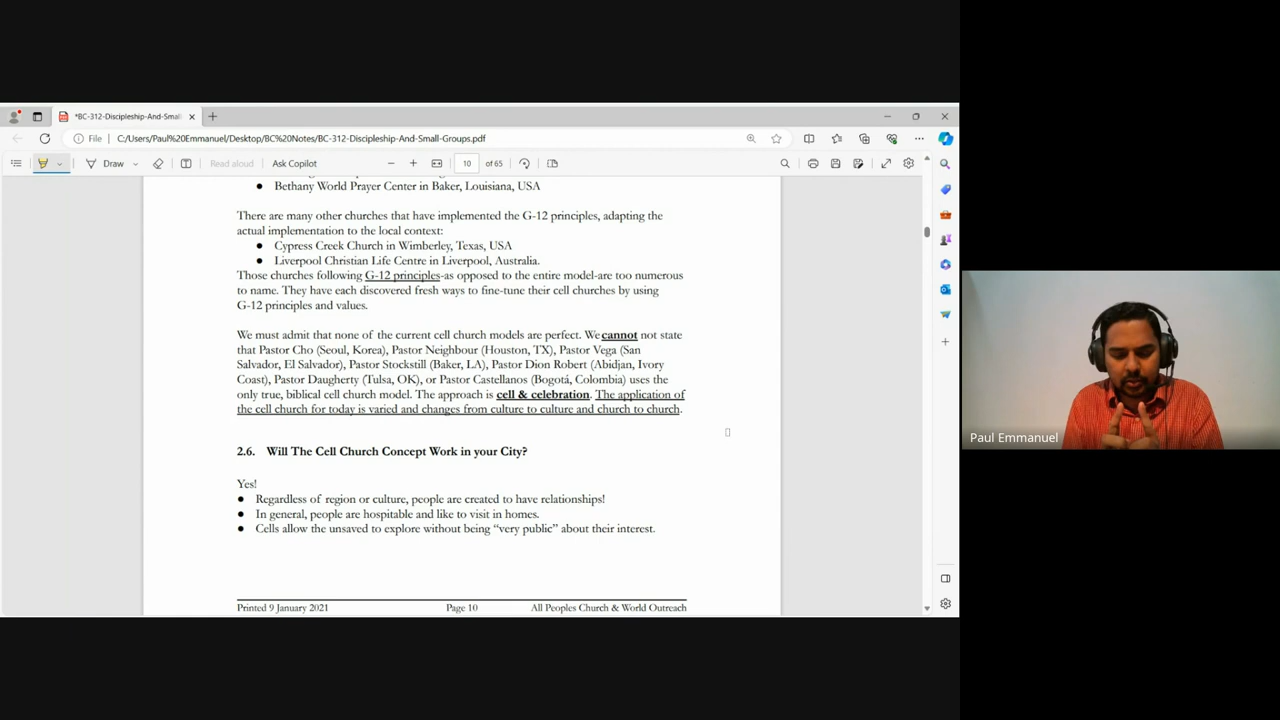 *BC-312-Discipleship-And-Small
File
C:/Users/Paul%20Emmanuel/Desktop/BC%20Notes/BC-312-Discipleship-And-Small-Groups.pdf
Draw
Read aloud
Ask Copilot
10 of 65
● Bethany World Prayer Center in Baker, Louisiana, USA
There are many other churches that have implemented the G-12 principles, adapting the
actual implementation to the local context:
● Cypress Creek Church in Wimberley, Texas, USA
● Liverpool Christian Life Centre in Liverpool, Australia.
Those churches following G-12 principles-as opposed to the entire model-are too numerous
to name. They have each discovered fresh ways to fine-tune their cell churches by using
G-12 principles and values.
We must admit that none of the current cell church models are perfect. We cannot not state
that Pastor Cho (Seoul, Korea), Pastor Neighbour (Houston, TX), Pastor Vega (San
Salvador, El Salvador), Pastor Stockstill (Baker, LA), Pastor Dion Robert (Abidjan, Ivory
Coast), Pastor Daugherty (Tulsa, OK), or Pastor Castellanos (Bogotá, Colombia) uses the
only true, biblical cell church model. The approach is cell & celebration. The application of
the cell church for today is varied and changes from culture to culture and church to church.
2.6. Will The Cell Church Concept Work in your City?
Yes!
● Regardless of region or culture, people are created to have relationships!
● In general, people are hospitable and like to visit in homes.
● Cells allow the unsaved to explore without being “very public” about their interest.
Printed 9 January 2021
Page 10
All Peoples Church & World Outreach
Paul Emmanuel